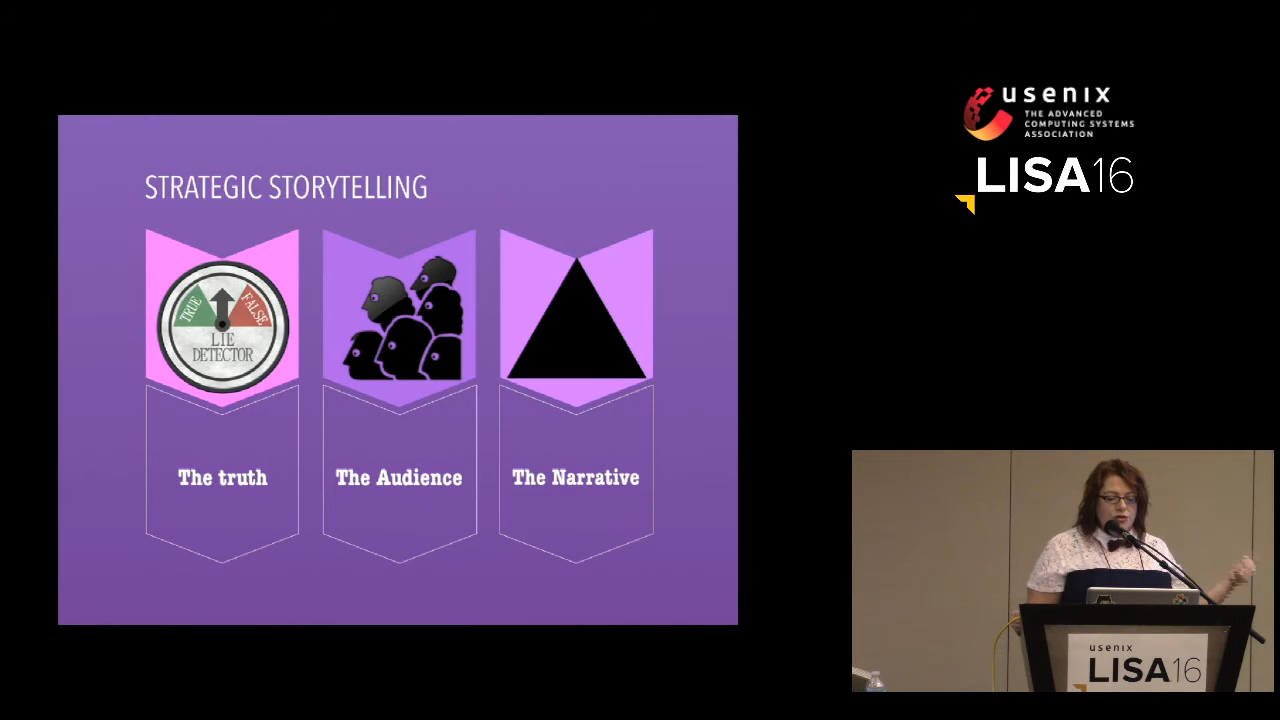 STRATEGIC STORYTELLING
TRUE
FALSE
LIE
DETECTOR
The truth
The Audience
The Narrative
usenix
THE ADVANCED
COMPUTING SYSTEMS
ASSOCIATION
LISA16
usenix
LISA16